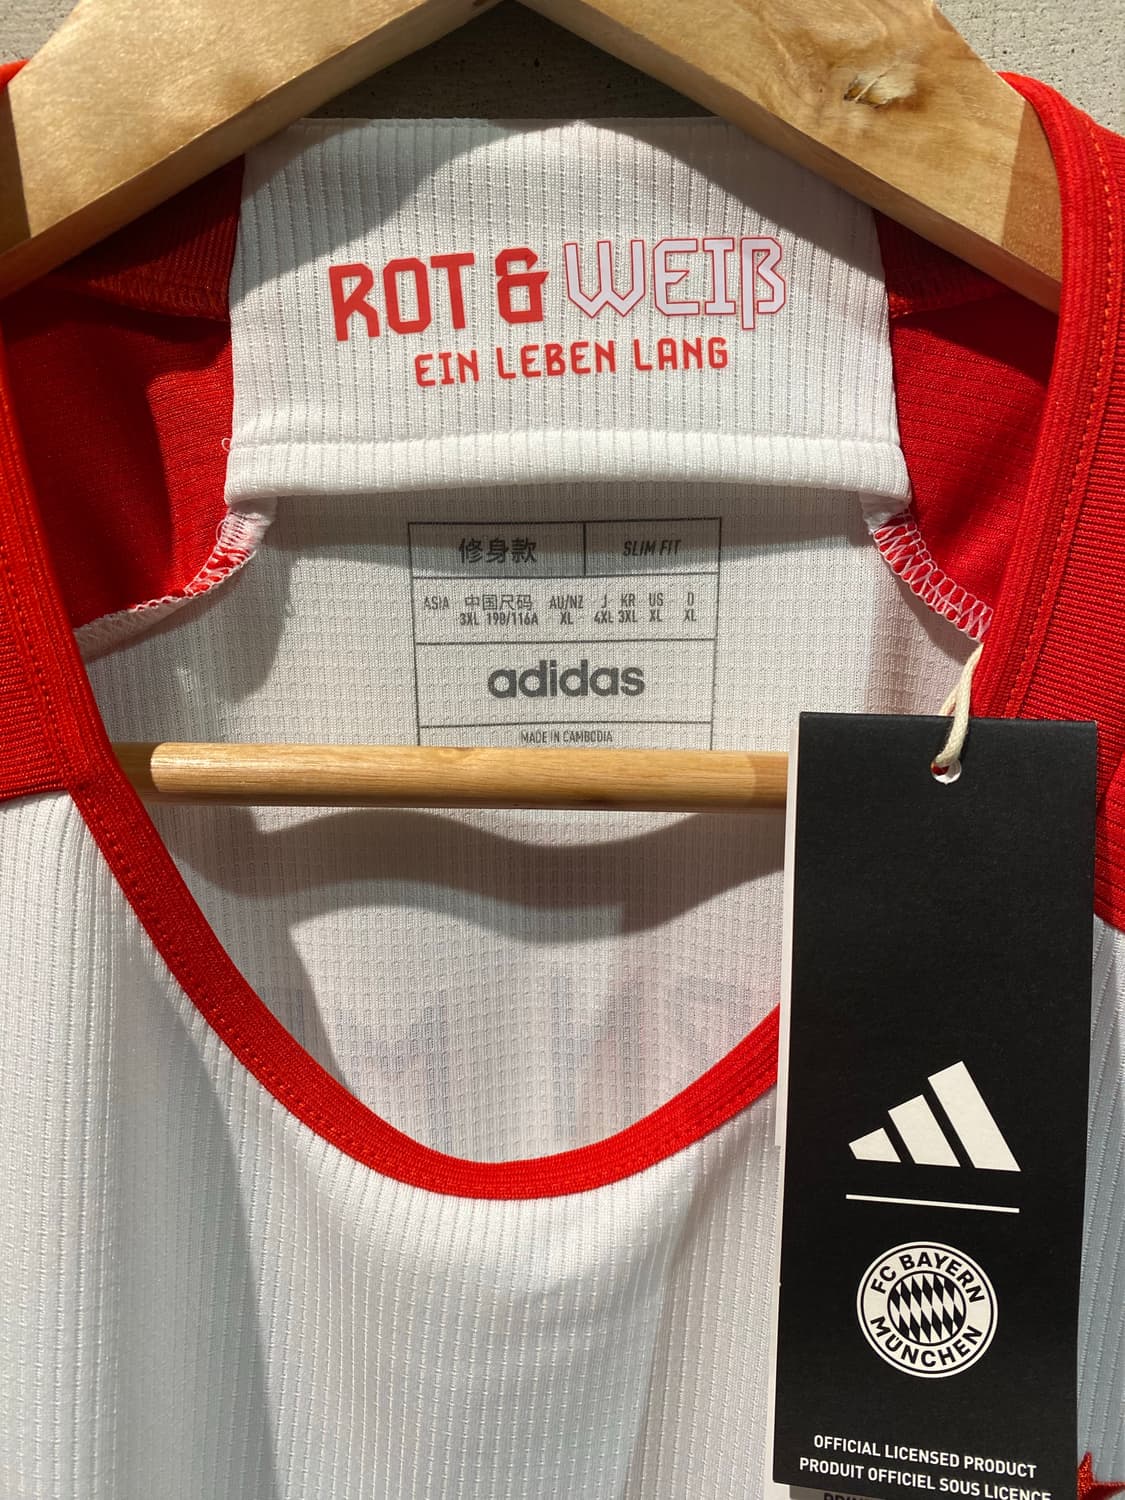 ROT & WEIß
EIN LEBEN LANG
修身款 SLIM FIT
ASIA 中国尺码 AU/NZ J KR US D
3XL 190/116A XL 4XL 3XL XL XL
adidas
MADE IN CAMBODIA
FC BAYERN
MÜNCHEN
OFFICIAL LICENSED PRODUCT
PRODUIT OFFICIEL SOUS LICENCE